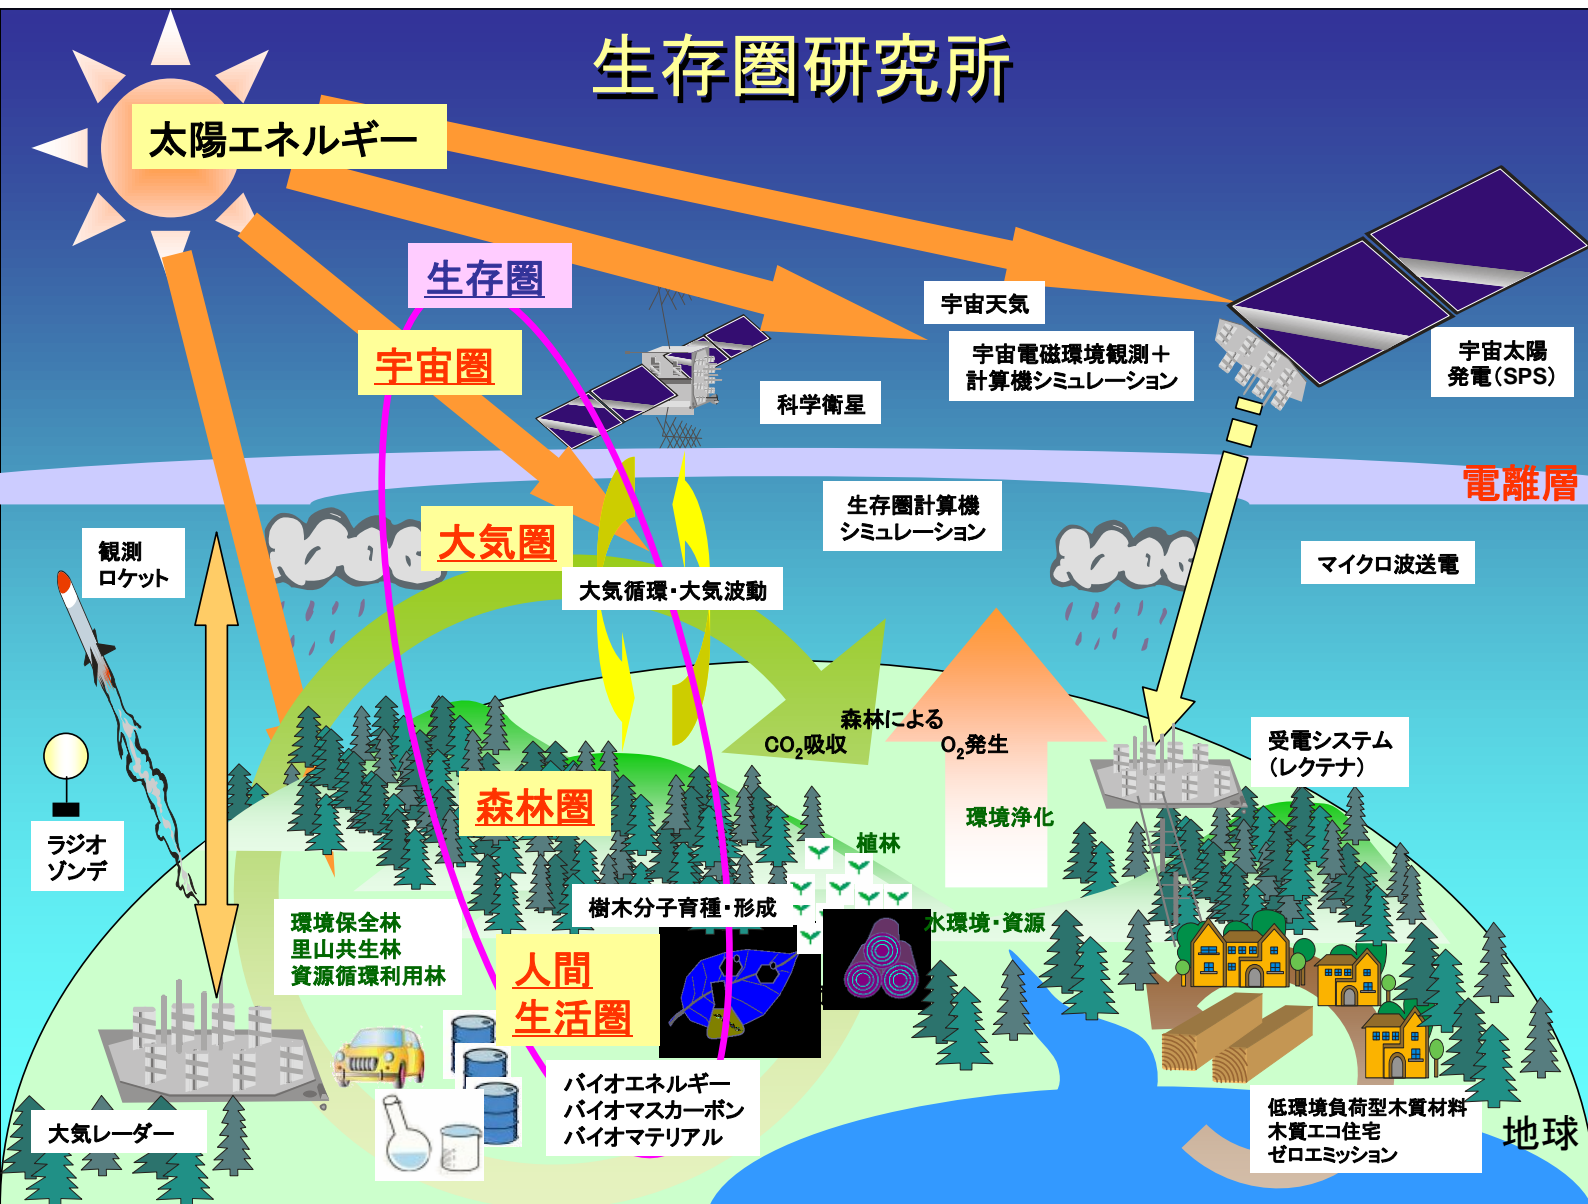 生存圏研究所
太陽エネルギー
生存圏
宇宙圏
宇宙天気
宇宙電磁環境観測＋
計算機シミュレーション
宇宙太陽
発電（SPS）
科学衛星
電離層
生存圏計算機
シミュレーション
大気圏
観測
ロケット
大気循環・大気波動
マイクロ波送電
森林による
CO2吸収
O2発生
受電システム
（レクテナ）
森林圏
環境浄化
ラジオ
ゾンデ
植林
樹木分子育種・形成
水環境・資源
環境保全林
里山共生林
資源循環利用林
人間
生活圏
バイオエネルギー
バイオマスカーボン
バイオマテリアル
大気レーダー
低環境負荷型木質材料
木質エコ住宅
ゼロエミッション
地球